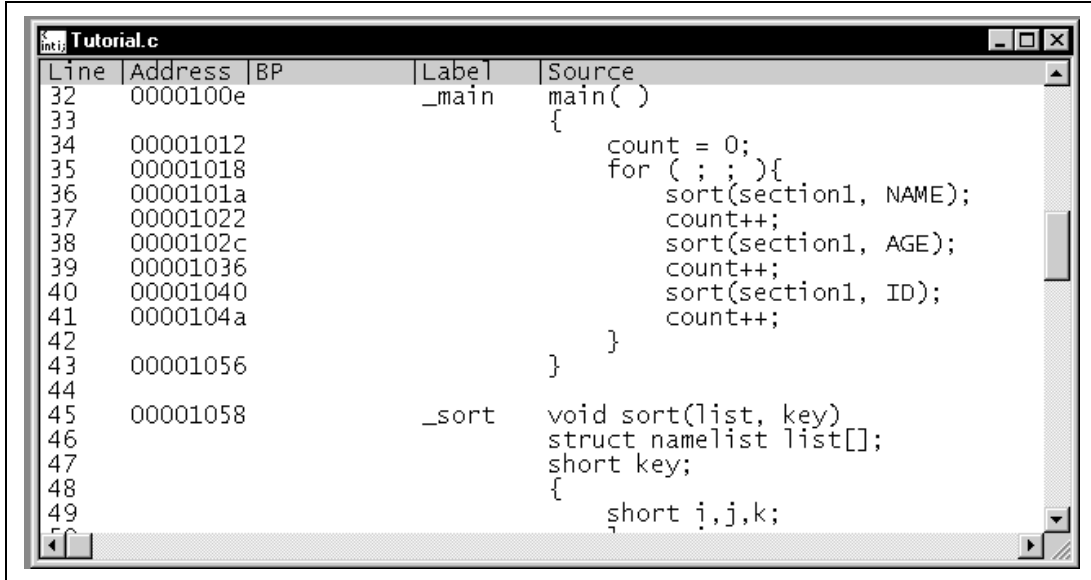 Tutorial.c
Line |Address |BP |Label |Source
32 0000100e _main main( )
33 {
34 00001012 count = 0;
35 00001018 for ( ; ; ){
36 0000101a sort(section1, NAME);
37 00001022 count++;
38 0000102c sort(section1, AGE);
39 00001036 count++;
40 00001040 sort(section1, ID);
41 0000104a count++;
42 }
43 00001056 }
44
45 00001058 _sort void sort(list, key)
46 struct namelist list[];
47 short key;
48 {
49 short i,j,k;